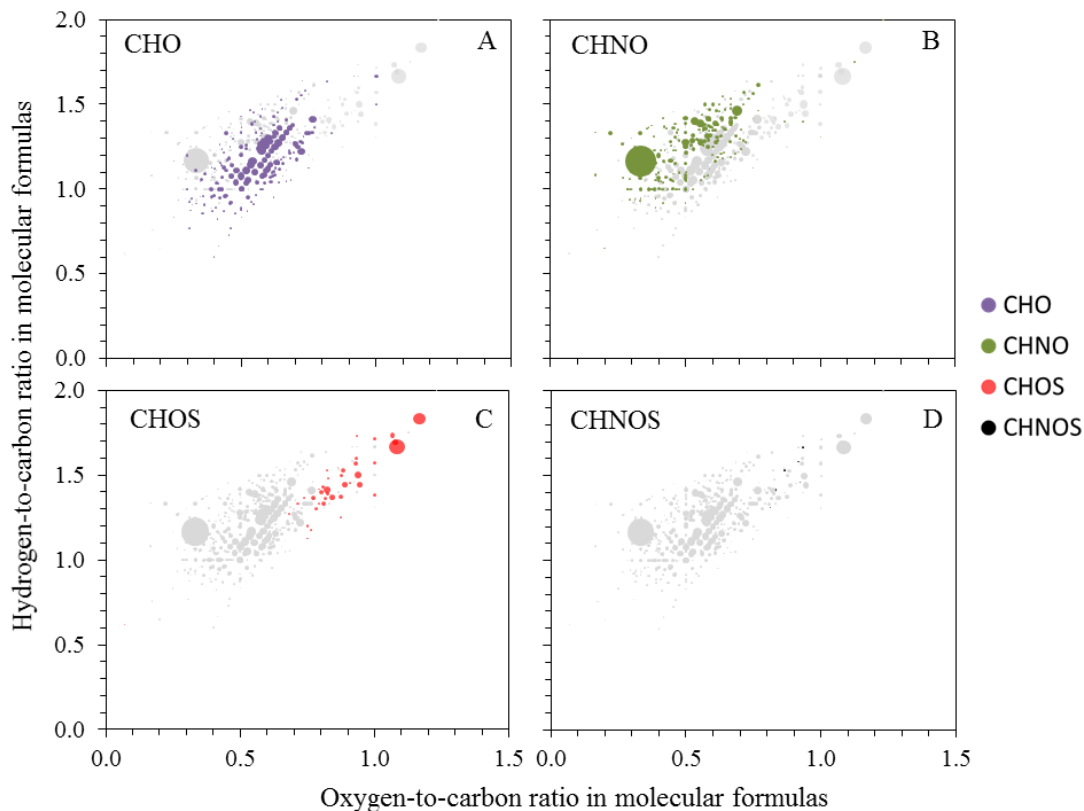 2.0
1.5
1.0
0.5
0.0
CHO
A
CHNO
B
2.0
1.5
1.0
0.5
0.0
CHOS
C
CHNOS
D
0.0
0.5
1.0
1.5
0.0
0.5
1.0
1.5
Hydrogen-to-carbon ratio in molecular formulas
Oxygen-to-carbon ratio in molecular formulas
CHO
CHNO
CHOS
CHNOS